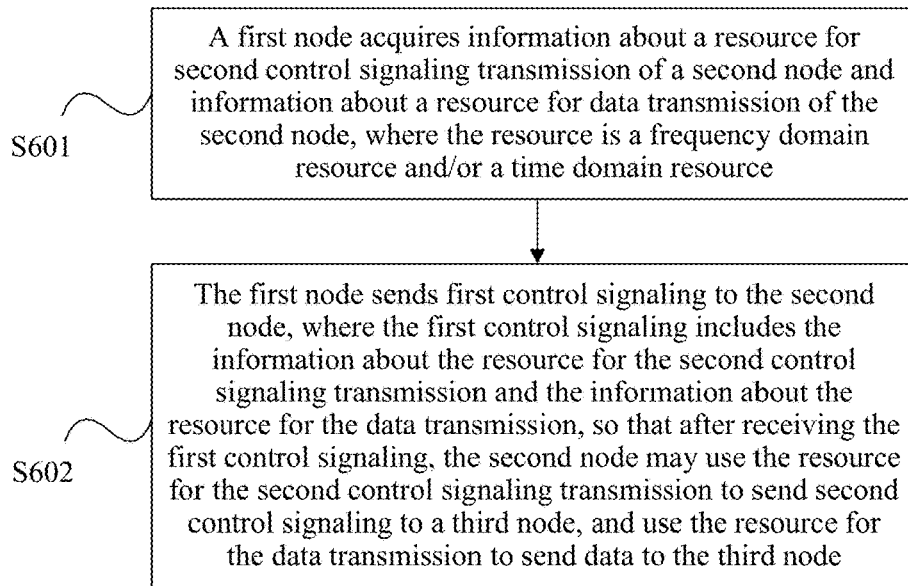 A first node acquires information about a resource for
second control signaling transmission of a second node and
information about a resource for data transmission of the
second node, where the resource is a frequency domain
resource and/or a time domain resource
S601
The first node sends first control signaling to the second
node, where the first control signaling includes the
information about the resource for the second control
signaling transmission and the information about the
resource for the data transmission, so that after receiving the
first control signaling, the second node may use the resource
for the second control signaling transmission to send second
control signaling to a third node, and use the resource for
the data transmission to send data to the third node
S602